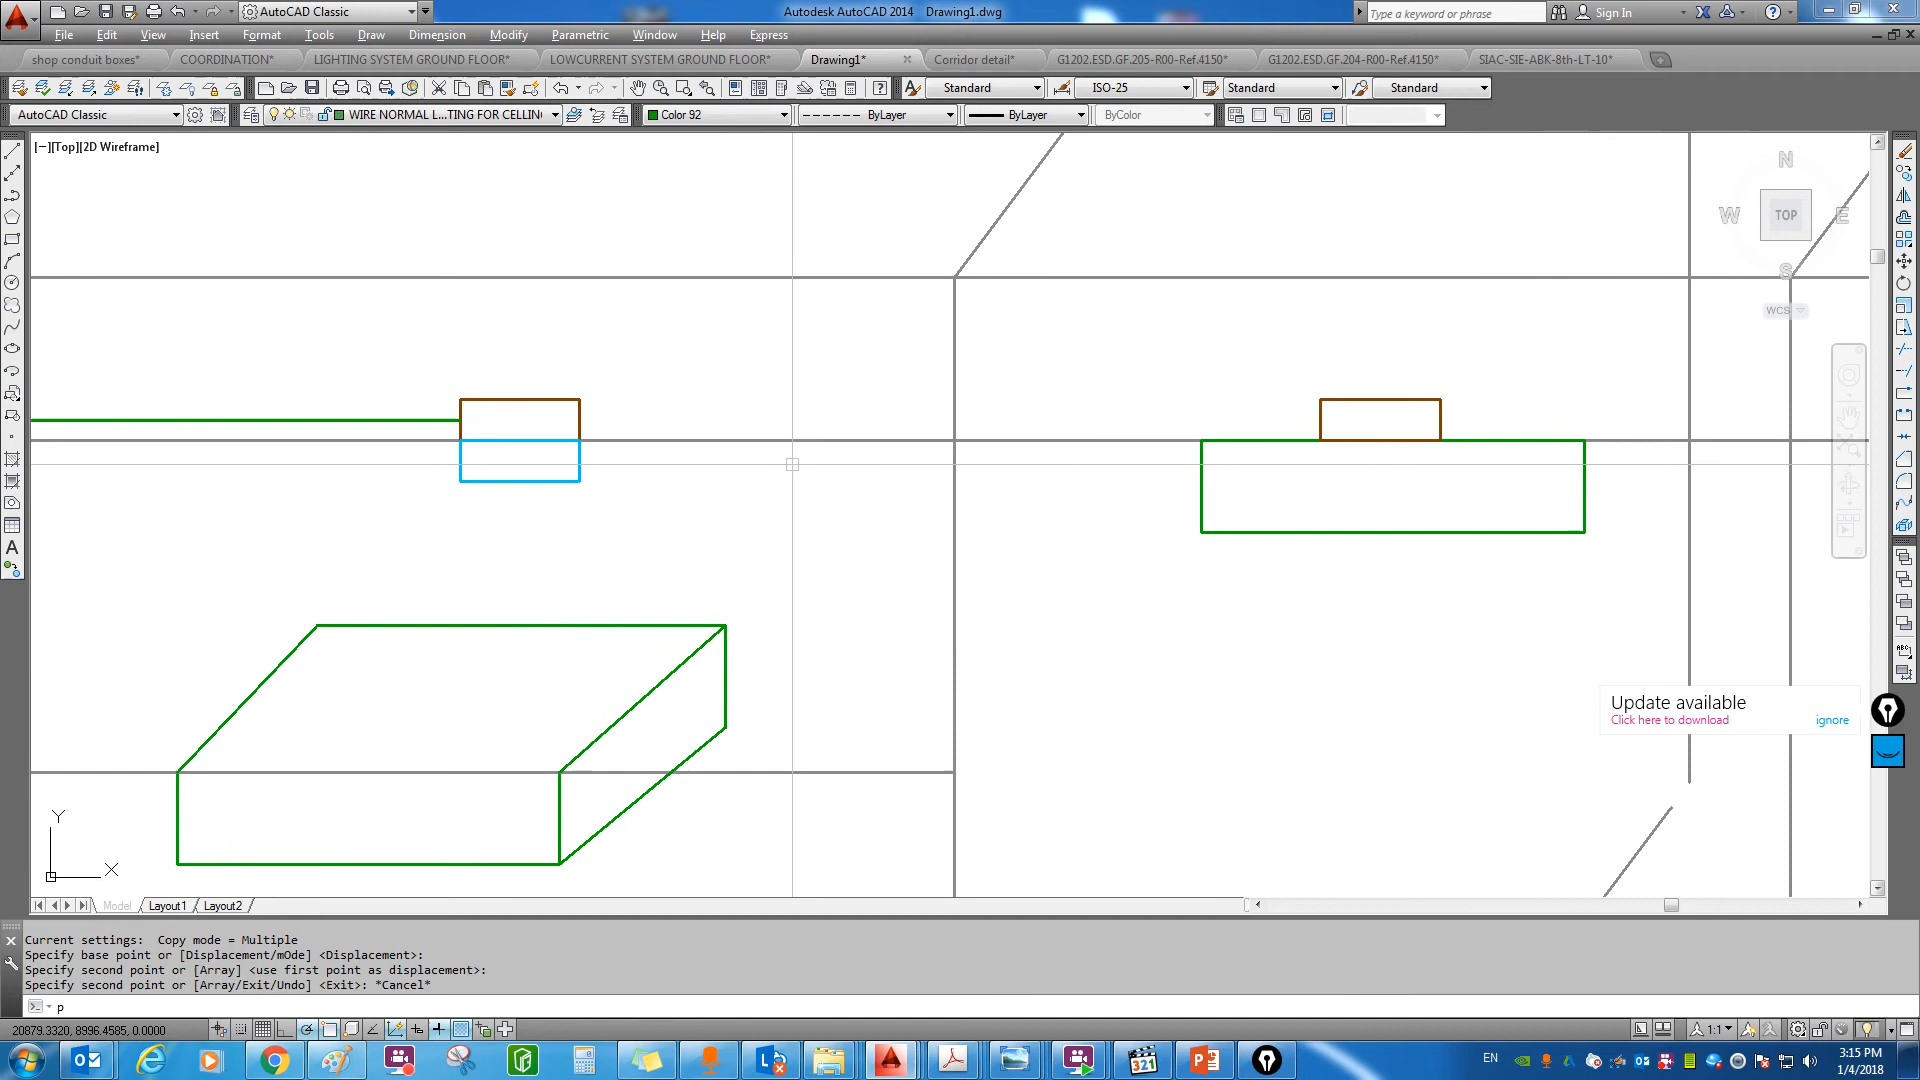 AutoCAD Classic
Autodesk AutoCAD 2014 Drawing1.dwg
Type a keyword or phrase
Sign In
File Edit View Insert Format Tools Draw Dimension Modify Parametric Window Help Express
shop conduit boxes* COORDINATION* LIGHTING SYSTEM GROUND FLOOR* LOWCURRENT SYSTEM GROUND FLOOR* Drawing1* Corridor detail* G1202.ESD.GF.205-R00-Ref.4150* G1202.ESD.GF.204-R00-Ref.4150* SIAC-SIE-ABK-8th-LT-10*
Standard ISO-25 Standard Standard
AutoCAD Classic WIRE NORMAL L...TING FOR CELLING Color 92 ByLayer ByLayer ByColor
[−][Top][2D Wireframe]
N
W TOP E
S
WCS
Update available
Click here to download ignore
Y
X
Model Layout1 Layout2
Current settings: Copy mode = Multiple
Specify base point or [Displacement/mOde] <Displacement>:
Specify second point or [Array] <use first point as displacement>:
Specify second point or [Array/Exit/Undo] <Exit>: *Cancel*
p
20879.3320, 8996.4585, 0.0000
1:1
EN
3:15 PM
1/4/2018